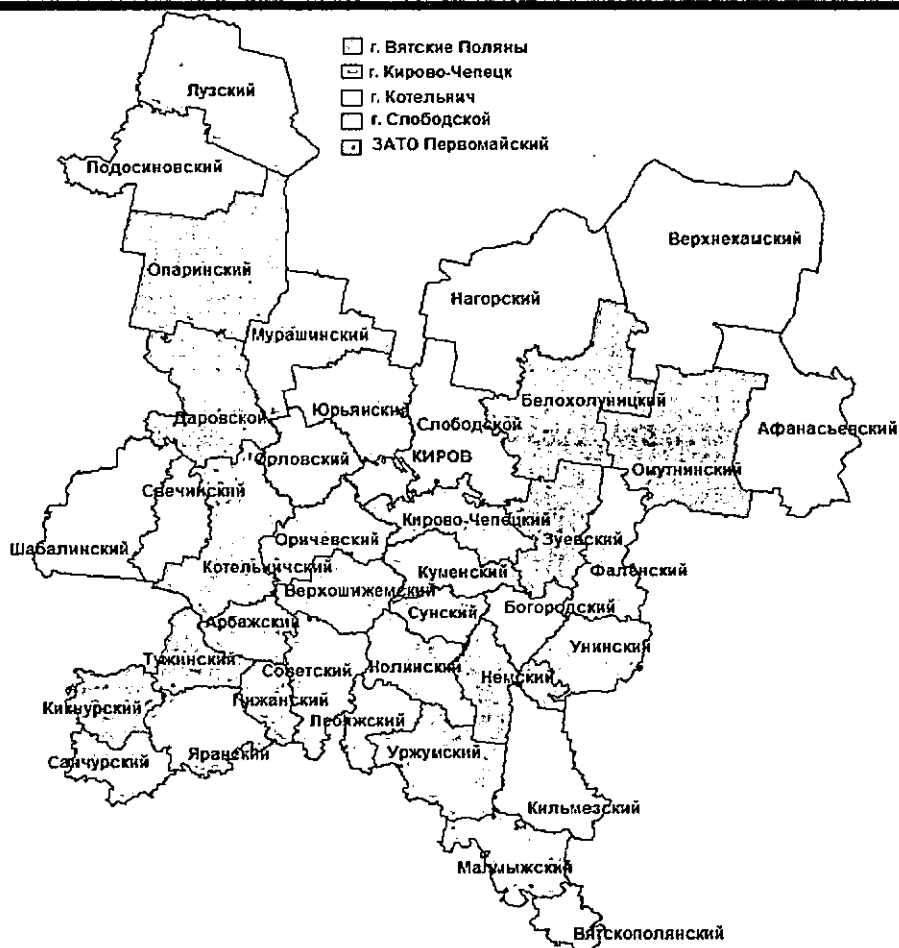 г. Вятские Поляны
г. Кирово-Чепецк
г. Котельнич
г. Слободской
ЗАТО Первомайский
Лузский
Подосиновский
Опаринский
Верхнекамский
Нагорский
Мурашинский
Белохолуницкий
Юрьянский
Слободской
Даровской
Афанасьевский
Омутнинский
Орловский
КИРОВ
Свечинский
Кирово-Чепецкий
Зуевский
Оричевский
Шабалинский
Котельничский
Куменский
Фаленский
Верхошижемский
Сунский
Богородский
Арбажский
Унинский
Тужинский
Советский
Нолинский
Немский
Кикнурский
Пижанский
Лебяжский
Санчурский
Яранский
Уржумский
Кильмезский
Малмыжский
Вятскополянский